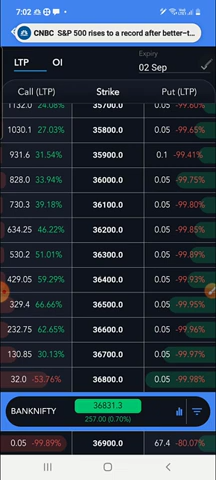 7:02
CNBC S&P 500 rises to a record after better-t...
LTP OI Expiry 02 Sep
Call (LTP) Strike Put (LTP)
1132.0 24.08% 35700.0 -99.60%
1030.1 27.03% 35800.0 0.05 -99.65%
931.6 31.54% 35900.0 0.1 -99.41%
828.0 33.94% 36000.0 0.05 -99.75%
730.3 39.18% 36100.0 0.05 -99.80%
634.25 46.22% 36200.0 0.05 -99.85%
530.2 51.01% 36300.0 0.05 -99.89%
429.05 59.29% 36400.0 0.05 -99.93%
329.4 66.66% 36500.0 0.05 -99.95%
232.75 62.65% 36600.0 0.05 -99.96%
130.85 30.13% 36700.0 0.05 -99.97%
32.0 -53.76% 36800.0 0.05 -99.98%
BANKNIFTY 36831.3
257.00 (0.70%)
0.05 -99.89% 36900.0 67.4 -80.07%